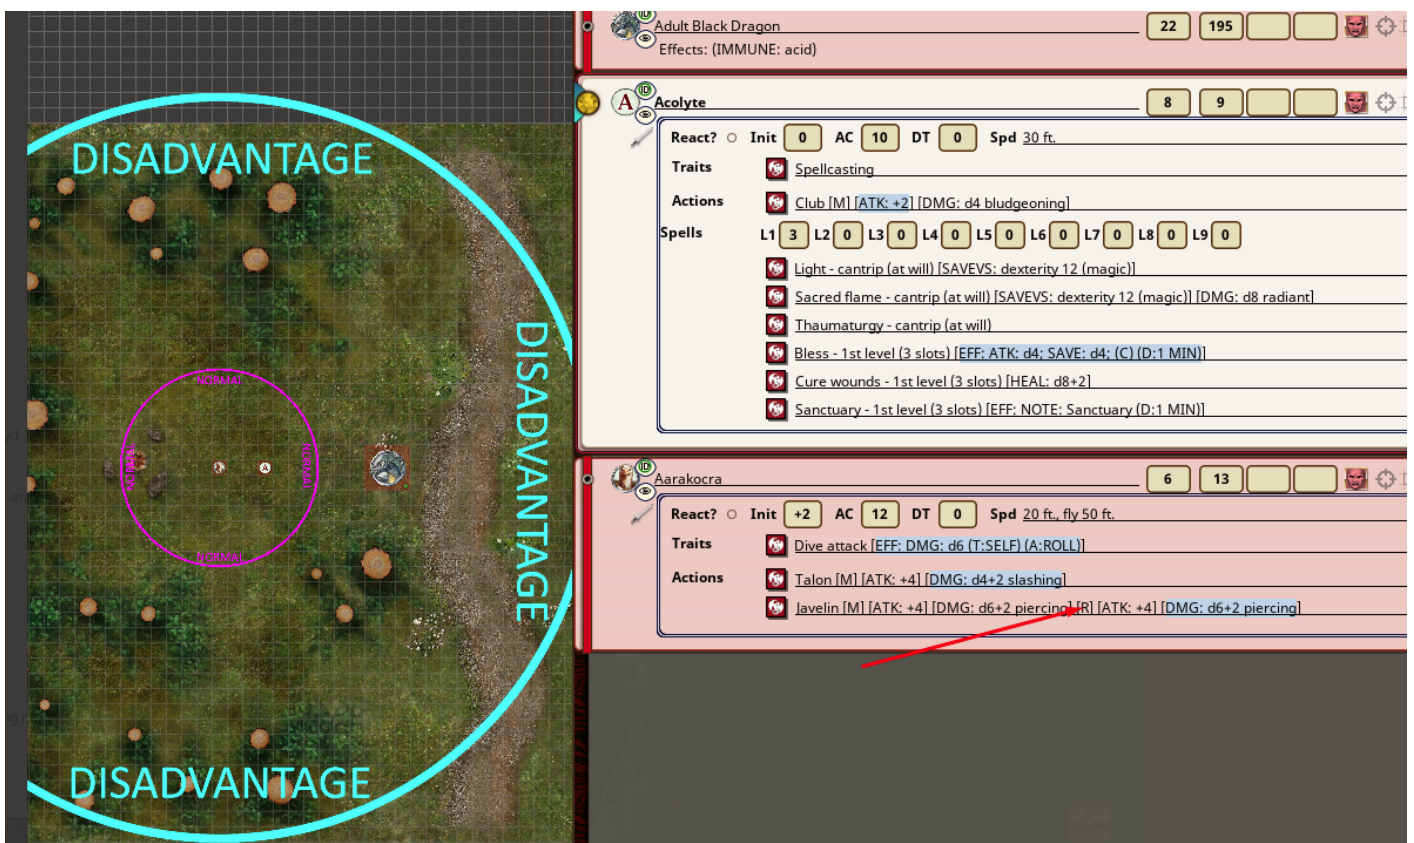 DISADVANTAGE
NORMAL
NORMAL
NORMAL
NORMAL
A
DISADVANTAGE
DISADVANTAGE
ID
Adult Black Dragon 22 195
Effects: (IMMUNE: acid)
A ID Acolyte 8 9
React? Init 0 AC 10 DT 0 Spd 30 ft.
Traits Spellcasting
Actions Club [M] [ATK: +2] [DMG: d4 bludgeoning]
Spells L1 3 L2 0 L3 0 L4 0 L5 0 L6 0 L7 0 L8 0 L9 0
Light - cantrip (at will) [SAVEVS: dexterity 12 (magic)]
Sacred flame - cantrip (at will) [SAVEVS: dexterity 12 (magic)] [DMG: d8 radiant]
Thaumaturgy - cantrip (at will)
Bless - 1st level (3 slots) [EFF: ATK: d4; SAVE: d4; (C) (D:1 MIN)]
Cure wounds - 1st level (3 slots) [HEAL: d8+2]
Sanctuary - 1st level (3 slots) [EFF: NOTE: Sanctuary (D:1 MIN)]
ID Aarakocra 6 13
React? Init +2 AC 12 DT 0 Spd 20 ft., fly 50 ft.
Traits Dive attack [EFF: DMG: d6 (T:SELF) (A:ROLL)]
Actions Talon [M] [ATK: +4] [DMG: d4+2 slashing]
Javelin [M] [ATK: +4] [DMG: d6+2 piercing] [R] [ATK: +4] [DMG: d6+2 piercing]